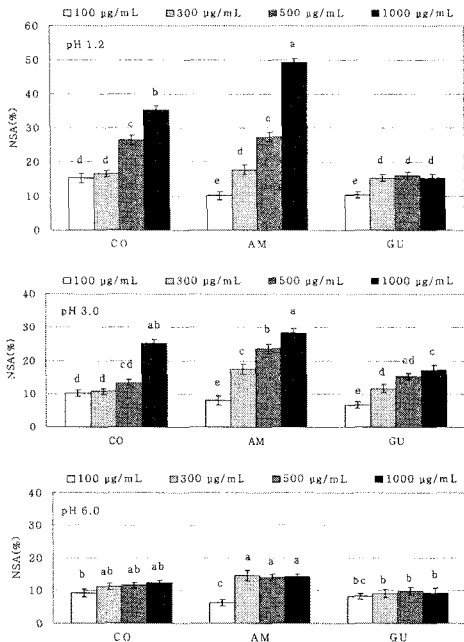 100 µg/mL 300 µg/mL 500 µg/mL 1000 µg/mL
60
pH 1.2
a
50
40
b
NSA(%)
30
c c
20
d d d d d d
10
e e
0
CO AM GU
100 µg/mL 300 µg/mL 500 µg/mL 1000 µg/mL
40
pH 3.0
ab a
30
b
NSA(%)
20
c cd c
d d cd d
10
e e
0
CO AM GU
100 µg/mL 300 µg/mL 500 µg/mL 1000 µg/mL
40
pH 6.0
30
NSA(%)
20
a a a
b ab ab ab bc b b b
10
c
0
CO AM GU